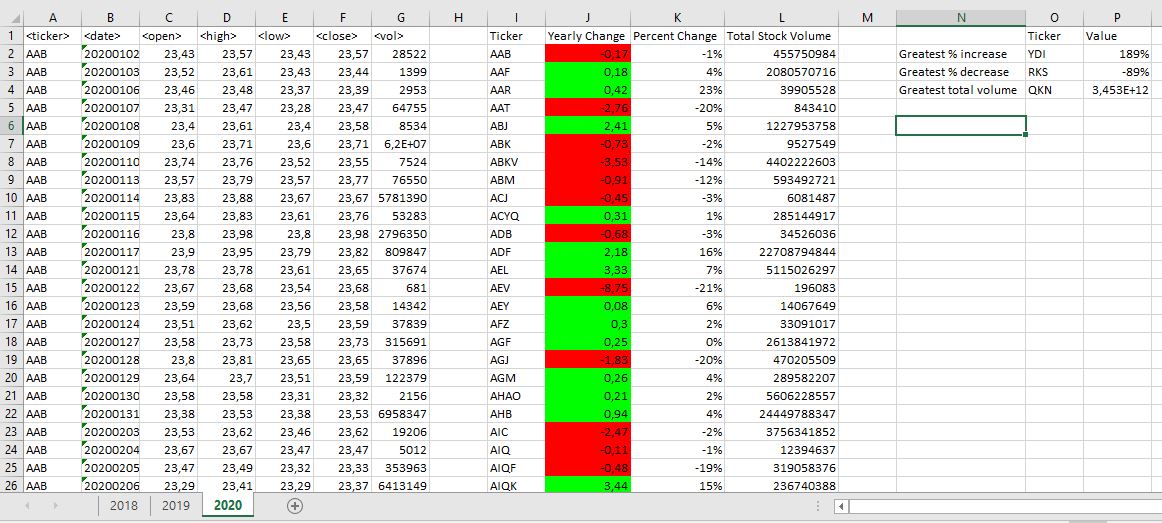 A B C D E F G H I J K L M N O P
1 <ticker> <date> <open> <high> <low> <close> <vol> Ticker Yearly Change Percent Change Total Stock Volume Ticker Value
2 AAB 20200102 23,43 23,57 23,43 23,57 28522 AAB -0,17 -1% 455750984 Greatest % increase YDI 189%
3 AAB 20200103 23,52 23,61 23,43 23,44 1399 AAF 0,18 4% 2080570716 Greatest % decrease RKS -89%
4 AAB 20200106 23,46 23,48 23,37 23,39 2953 AAR 0,42 23% 39905528 Greatest total volume QKN 3,453E+12
5 AAB 20200107 23,31 23,47 23,28 23,47 64755 AAT -2,76 -20% 843410
6 AAB 20200108 23,4 23,61 23,4 23,58 8534 ABJ 2,41 5% 1227953758
7 AAB 20200109 23,6 23,71 23,6 23,71 6,2E+07 ABK -0,73 -2% 9527549
8 AAB 20200110 23,74 23,76 23,52 23,55 7524 ABKV -3,53 -14% 4402222603
9 AAB 20200113 23,57 23,79 23,57 23,77 76550 ABM -0,91 -12% 593492721
10 AAB 20200114 23,83 23,88 23,67 23,67 5781390 ACJ -0,45 -3% 6081487
11 AAB 20200115 23,64 23,83 23,61 23,76 53283 ACYQ 0,31 1% 285144917
12 AAB 20200116 23,8 23,98 23,8 23,98 2796350 ADB -0,68 -3% 34526036
13 AAB 20200117 23,9 23,95 23,79 23,82 809847 ADF 2,18 16% 22708794844
14 AAB 20200121 23,78 23,78 23,61 23,65 37674 AEL 3,33 7% 5115026297
15 AAB 20200122 23,67 23,68 23,54 23,68 681 AEV -8,75 -21% 196083
16 AAB 20200123 23,59 23,68 23,56 23,58 14342 AEY 0,08 6% 14067649
17 AAB 20200124 23,51 23,62 23,5 23,59 37839 AFZ 0,3 2% 33091017
18 AAB 20200127 23,58 23,73 23,58 23,73 315691 AGF 0,25 0% 2613841972
19 AAB 20200128 23,8 23,81 23,65 23,65 37896 AGJ -1,83 -20% 470205509
20 AAB 20200129 23,64 23,7 23,51 23,59 122379 AGM 0,26 4% 289582207
21 AAB 20200130 23,58 23,58 23,31 23,32 2156 AHAO 0,21 2% 5606228557
22 AAB 20200131 23,38 23,53 23,38 23,53 6958347 AHB 0,94 4% 24449788347
23 AAB 20200203 23,53 23,62 23,46 23,62 19206 AIC -2,47 -2% 3756341852
24 AAB 20200204 23,67 23,67 23,47 23,47 5012 AIQ -0,11 -1% 12394637
25 AAB 20200205 23,47 23,49 23,32 23,33 353963 AIQF -0,48 -19% 319058376
26 AAB 20200206 23,29 23,41 23,29 23,37 6413149 AIQK 3,44 15% 236740388
2018 2019 2020